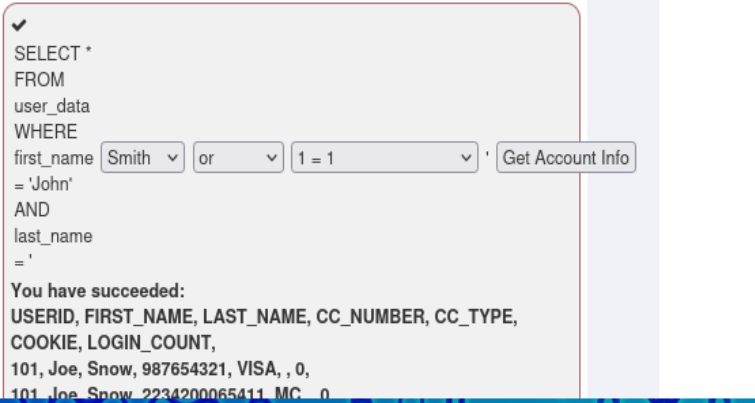 SELECT *
FROM
user_data
WHERE
first_name Smith or 1 = 1 ' Get Account Info
= 'John'
AND
last_name
= '
You have succeeded:
USERID, FIRST_NAME, LAST_NAME, CC_NUMBER, CC_TYPE,
COOKIE, LOGIN_COUNT,
101, Joe, Snow, 987654321, VISA, , 0,
101, Joe, Snow, 2234200065411, MC, , 0,